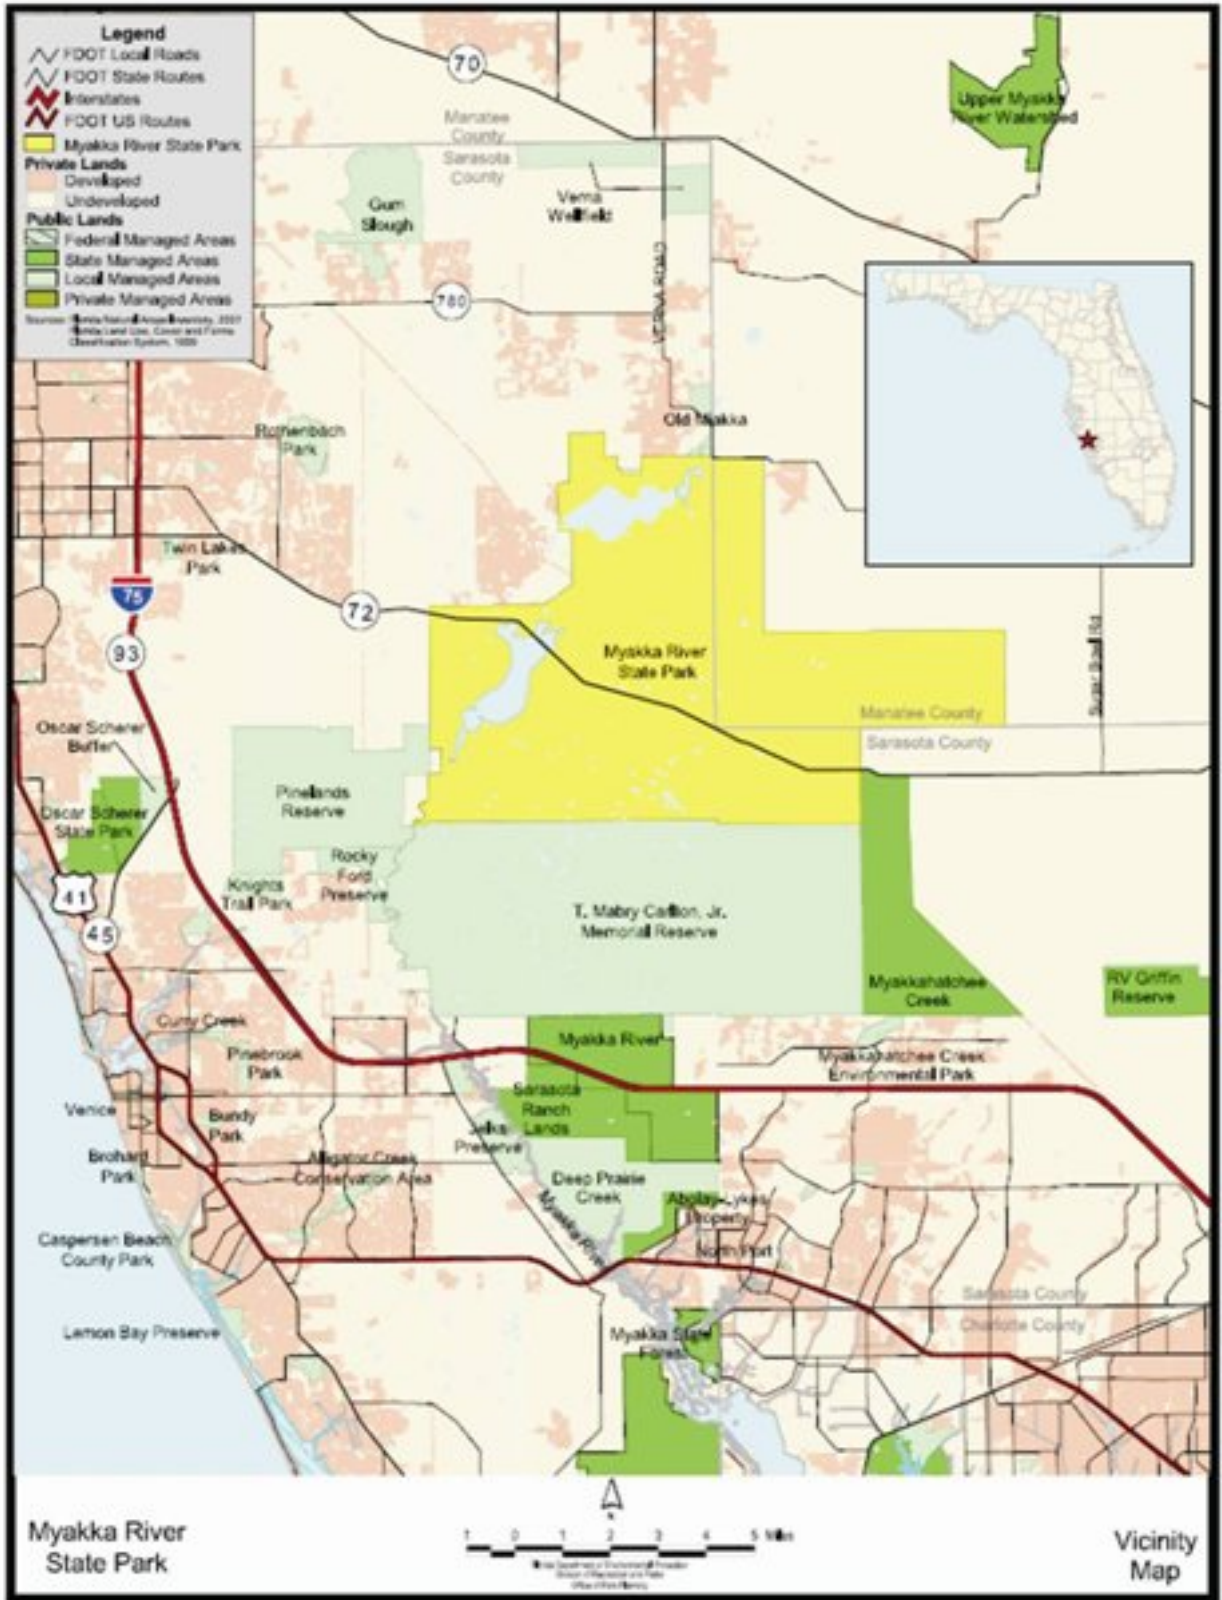 Legend
FDOT Local Roads
FDOT State Routes
Interstates
FDOT US Routes
Myakka River State Park
Private Lands
Developed
Undeveloped
Public Lands
Federal Managed Areas
State Managed Areas
Local Managed Areas
Private Managed Areas
70
Manatee
County
Sarasota
County
Upper Myakka
River Watershed
Gum
Slough
Verna
Wellfield
VERNA ROAD
780
Old Miakka
Rothenbach
Park
Twin Lakes
Park
75
72
93
Myakka River
State Park
Manatee County
Sarasota County
Oscar Scherer
Buffer
Oscar Scherer
State Park
Pinelands
Reserve
Rocky
Ford
Preserve
Knights
Trail Park
41
45
T. Mabry Carlton, Jr.
Memorial Reserve
Myakkahatchee
Creek
RV Griffin
Reserve
Curry Creek
Myakka River
Pinebrook
Park
Myakkahatchee Creek
Environmental Park
Sarasota
Ranch
Lands
Venice
Bundy
Park
Jelks
Preserve
Brohard
Park
Alligator Creek
Conservation Area
Deep Prairie
Creek
Myakka River
Property
North Port
Caspersen Beach
County Park
Sarasota County
Charlotte County
Lemon Bay Preserve
Myakka State
Forest
Myakka River
State Park
N
1 0 1 2 3 4 5 Miles
Vicinity
Map